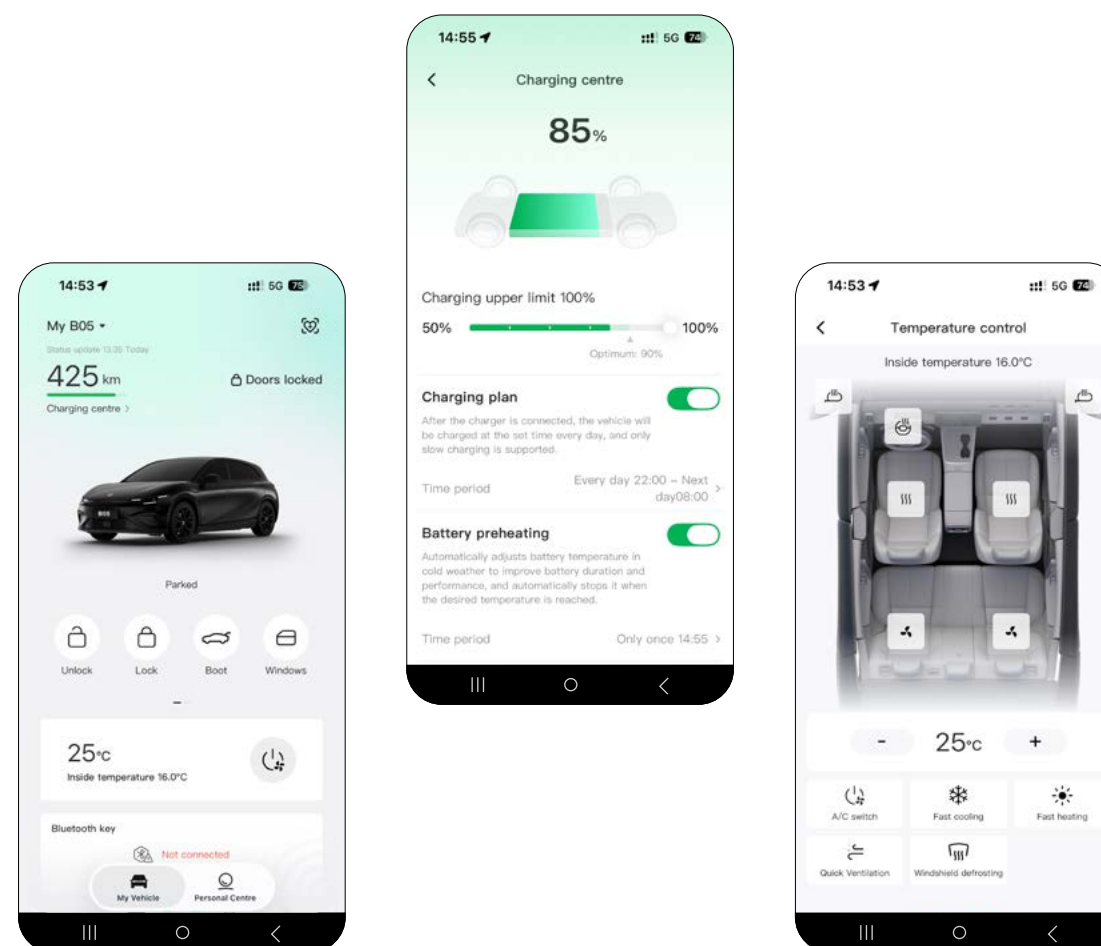 14:53
5G 75
My B05
Status update 13:35 Today
425 km
Doors locked
Charging centre >
B05
Parked
Unlock
Lock
Boot
Windows
25°C
Inside temperature 16.0°C
Bluetooth key
Not connected
My Vehicle
Personal Centre
14:55
5G 74
Charging centre
85%
Charging upper limit 100%
50%
100%
Optimum: 90%
Charging plan
After the charger is connected, the vehicle will
be charged at the set time every day, and only
slow charging is supported.
Time period
Every day 22:00 – Next
day08:00
Battery preheating
Automatically adjusts battery temperature in
cold weather to improve battery duration and
performance, and automatically stops it when
the desired temperature is reached.
Time period
Only once 14:55
14:53
5G 74
Temperature control
Inside temperature 16.0°C
- 25°C +
A/C switch
Fast cooling
Fast heating
Quick Ventilation
Windshield defrosting